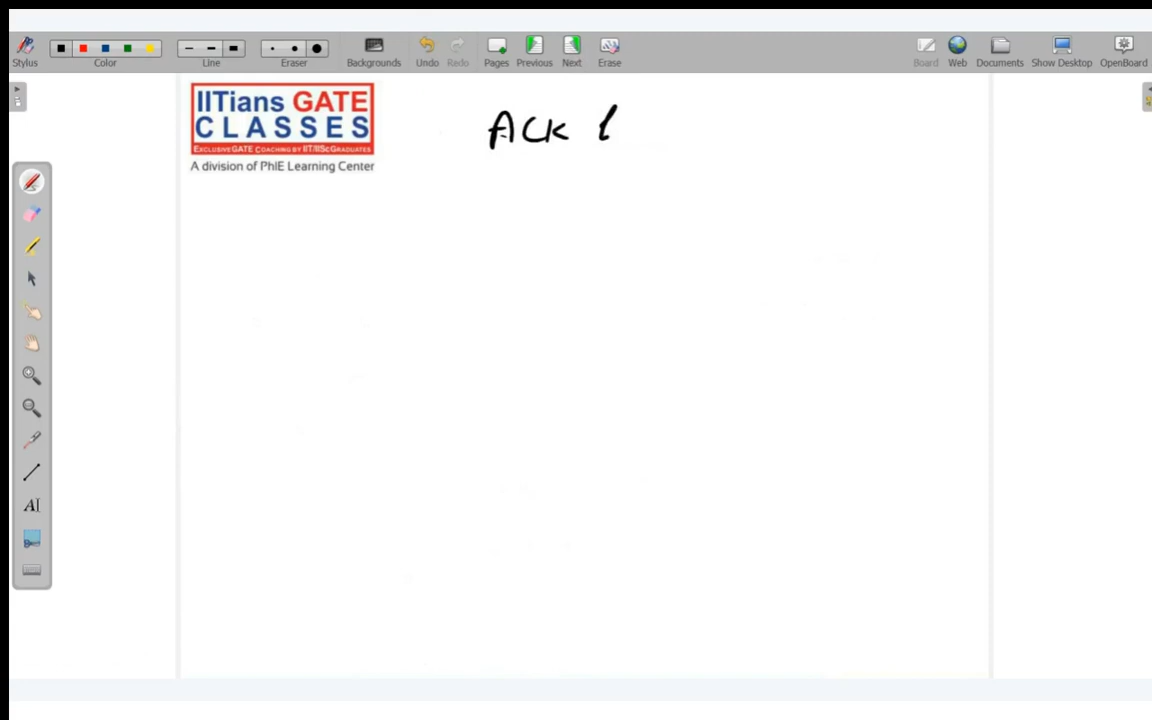 Stylus Color Line Eraser Backgrounds Undo Redo Pages Previous Next Erase Board Web Documents Show Desktop OpenBoard
IITians GATE
CLASSES
EXCLUSIVE GATE COACHING BY IIT/IISc GRADUATES
A division of PhIE Learning Center
ACK l
AI